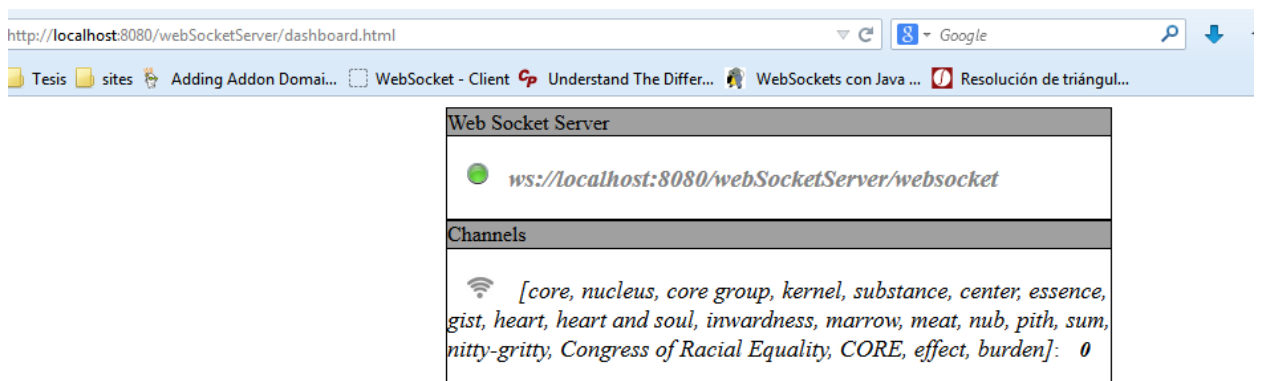 http://localhost:8080/webSocketServer/dashboard.html
8 Google
Tesis sites Adding Addon Domai... WebSocket - Client CP Understand The Differ... WebSockets con Java ... Resolución de triángul...
Web Socket Server
ws://localhost:8080/webSocketServer/websocket
Channels
[core, nucleus, core group, kernel, substance, center, essence,
gist, heart, heart and soul, inwardness, marrow, meat, nub, pith, sum,
nitty-gritty, Congress of Racial Equality, CORE, effect, burden]: 0